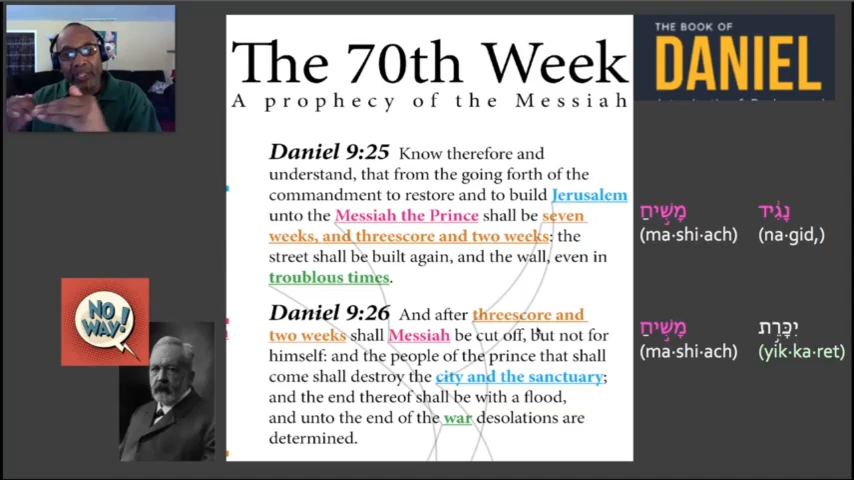 The 70th Week
A prophecy of the Messiah
THE BOOK OF
DANIEL
Daniel 9:25 Know therefore and
understand, that from the going forth of the
commandment to restore and to build Jerusalem
unto the Messiah the Prince shall be seven
weeks, and threescore and two weeks: the
street shall be built again, and the wall, even in
troublous times.
מָשִׁ֣יחַ נָגִ֔יד
(ma·shi·ach) (na·gid,)
NO WAY!
Daniel 9:26 And after threescore and
two weeks shall Messiah be cut off, but not for
himself: and the people of the prince that shall
come shall destroy the city and the sanctuary;
and the end thereof shall be with a flood,
and unto the end of the war desolations are
determined.
מָשִׁ֣יחַ יִכָּרֵ֥ת
(ma·shi·ach) (yik·ka·ret)